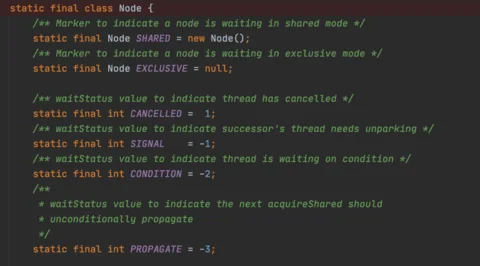 static final class Node {
/** Marker to indicate a node is waiting in shared mode */
static final Node SHARED = new Node();
/** Marker to indicate a node is waiting in exclusive mode */
static final Node EXCLUSIVE = null;
/** waitStatus value to indicate thread has cancelled */
static final int CANCELLED =  1;
/** waitStatus value to indicate successor's thread needs unparking */
static final int SIGNAL    = -1;
/** waitStatus value to indicate thread is waiting on condition */
static final int CONDITION = -2;
/**
* waitStatus value to indicate the next acquireShared should
* unconditionally propagate
*/
static final int PROPAGATE = -3;